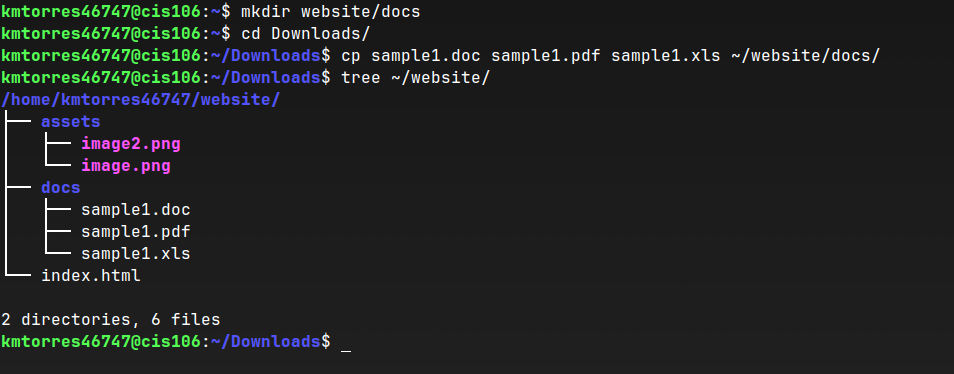 kmtorres46747@cis106:~$ mkdir website/docs
kmtorres46747@cis106:~$ cd Downloads/
kmtorres46747@cis106:~/Downloads$ cp sample1.doc sample1.pdf sample1.xls ~/website/docs/
kmtorres46747@cis106:~/Downloads$ tree ~/website/
/home/kmtorres46747/website/
├── assets
│   ├── image2.png
│   └── image.png
├── docs
│   ├── sample1.doc
│   ├── sample1.pdf
│   └── sample1.xls
└── index.html
2 directories, 6 files
kmtorres46747@cis106:~/Downloads$ _